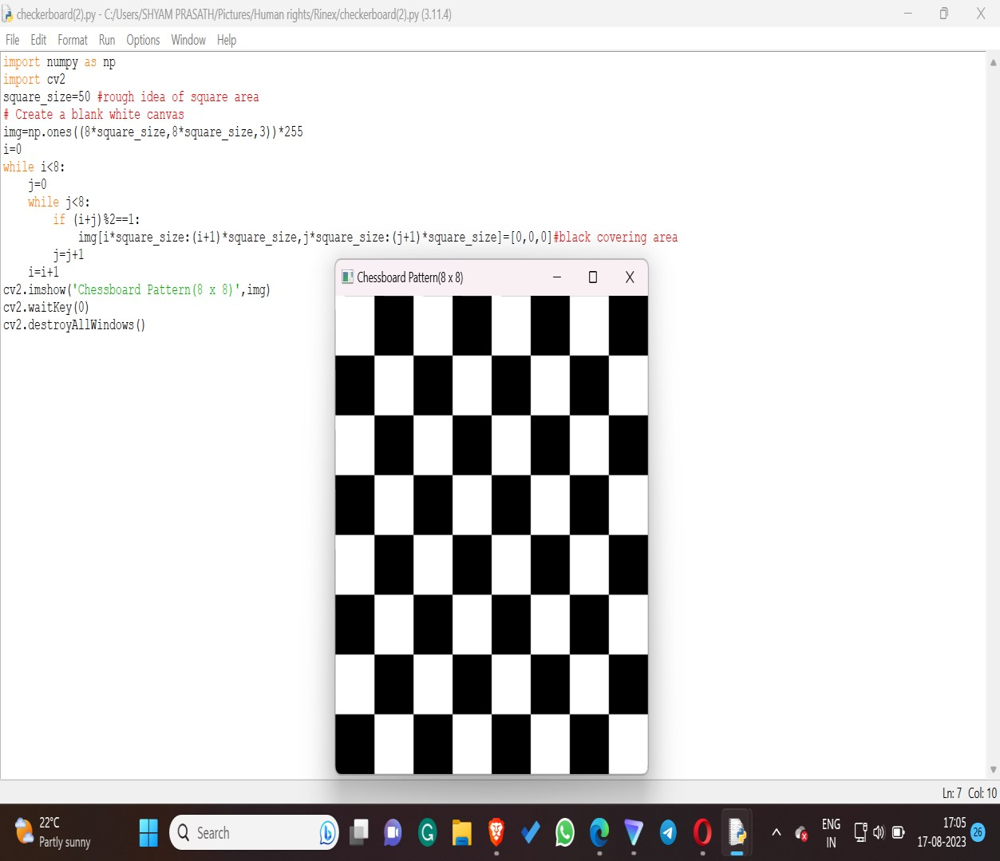 checkerboard(2).py - C:/Users/SHYAM PRASATH/Pictures/Human rights/Rinex/checkerboard(2).py (3.11.4)
File Edit Format Run Options Window Help
import numpy as np
import cv2
square_size=50 #rough idea of square area
# Create a blank white canvas
img=np.ones((8*square_size,8*square_size,3))*255
i=0
while i<8:
    j=0
    while j<8:
        if (i+j)%2==1:
            img[i*square_size:(i+1)*square_size,j*square_size:(j+1)*square_size]=[0,0,0]#black covering area
        j=j+1
    i=i+1
cv2.imshow('Chessboard Pattern(8 x 8)',img)
cv2.waitKey(0)
cv2.destroyAllWindows()
Chessboard Pattern(8 x 8)
Ln: 7 Col: 10
22°C
Partly sunny
Search
ENG
IN
17:05
17-08-2023
26